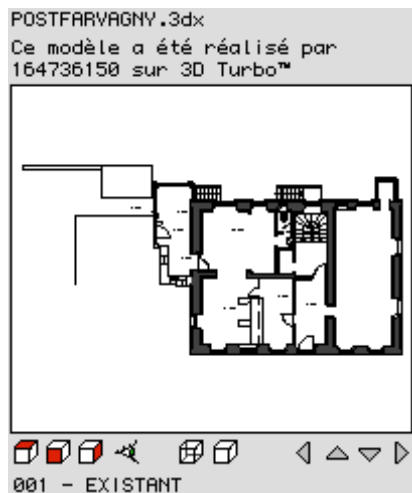 POSTFARVAGNY.3dx
Ce modèle a été réalisé par
164736150 sur 3D Turbo™
001 - EXISTANT